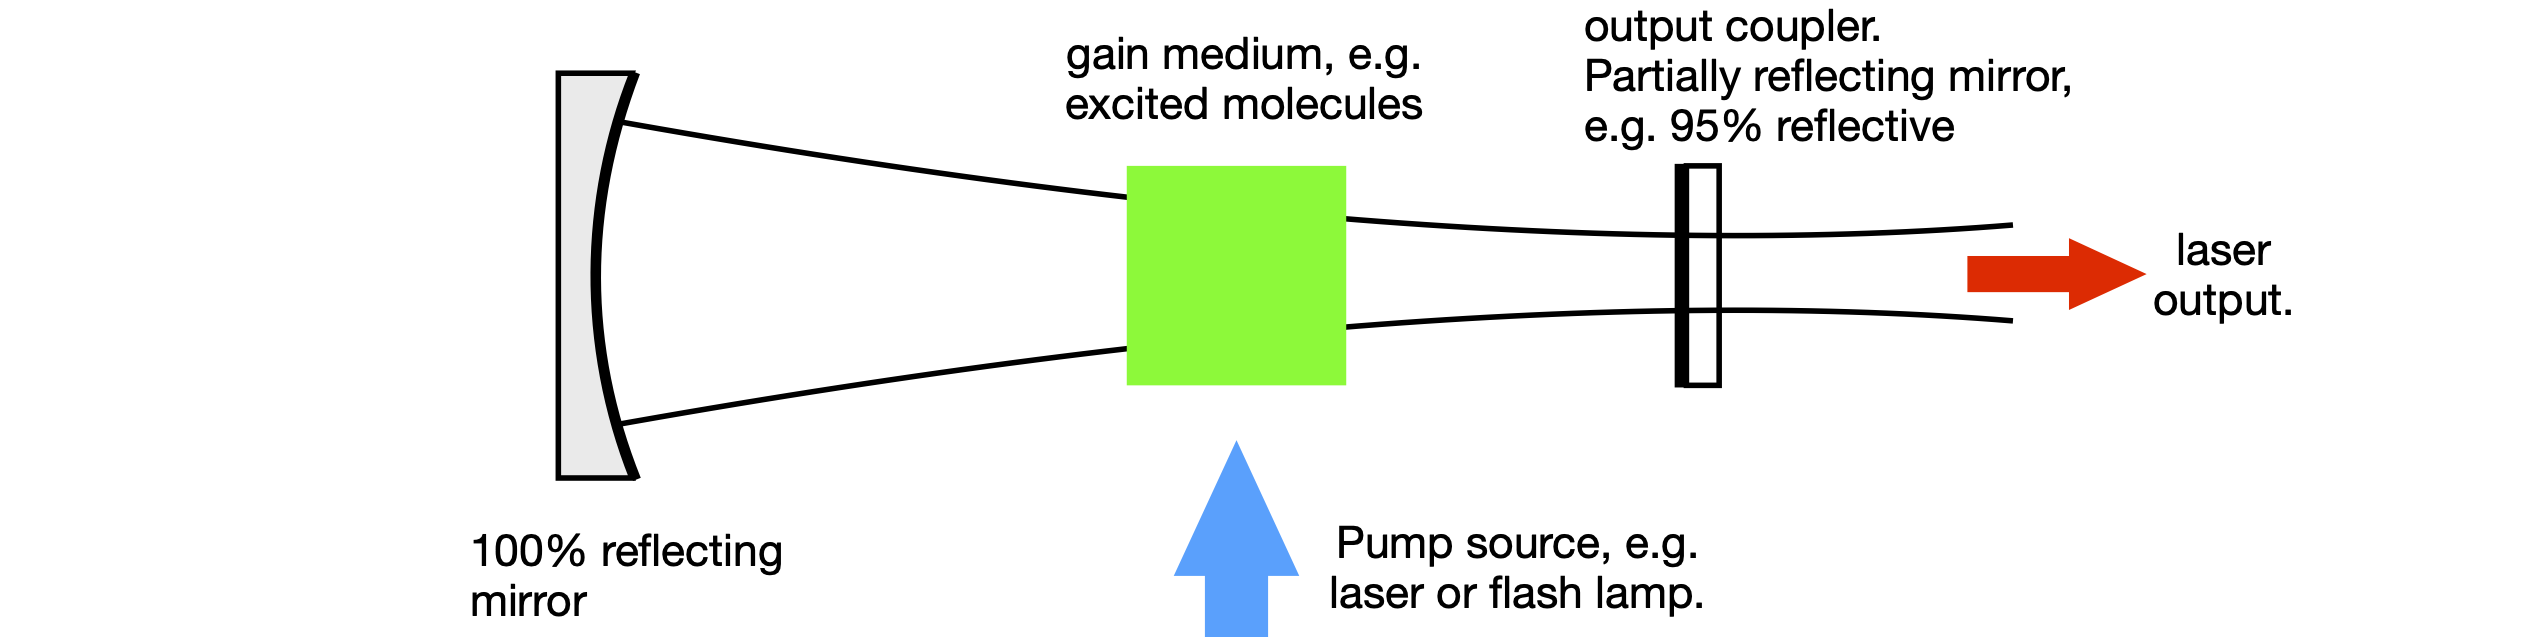 gain medium, e.g.
excited molecules
output coupler.
Partially reflecting mirror,
e.g. 95% reflective
laser
output.
100% reflecting
mirror
Pump source, e.g.
laser or flash lamp.